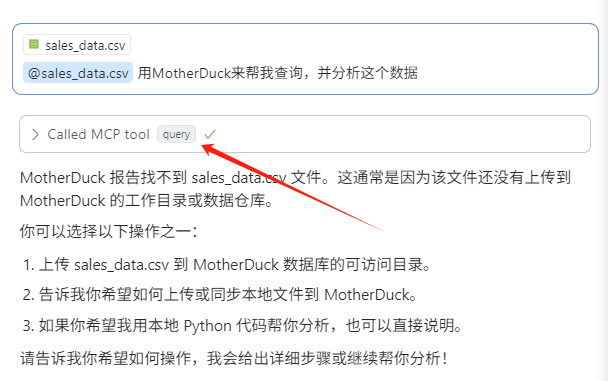 sales_data.csv
@sales_data.csv 用MotherDuck来帮我查询，并分析这个数据
Called MCP tool query
MotherDuck 报告找不到 sales_data.csv 文件。这通常是因为该文件还没有上传到
MotherDuck 的工作目录或数据仓库。
你可以选择以下操作之一：
1. 上传 sales_data.csv 到 MotherDuck 数据库的可访问目录。
2. 告诉我你希望如何上传或同步本地文件到 MotherDuck。
3. 如果你希望我用本地 Python 代码帮你分析，也可以直接说明。
请告诉我你希望如何操作，我会给出详细步骤或继续帮你分析！